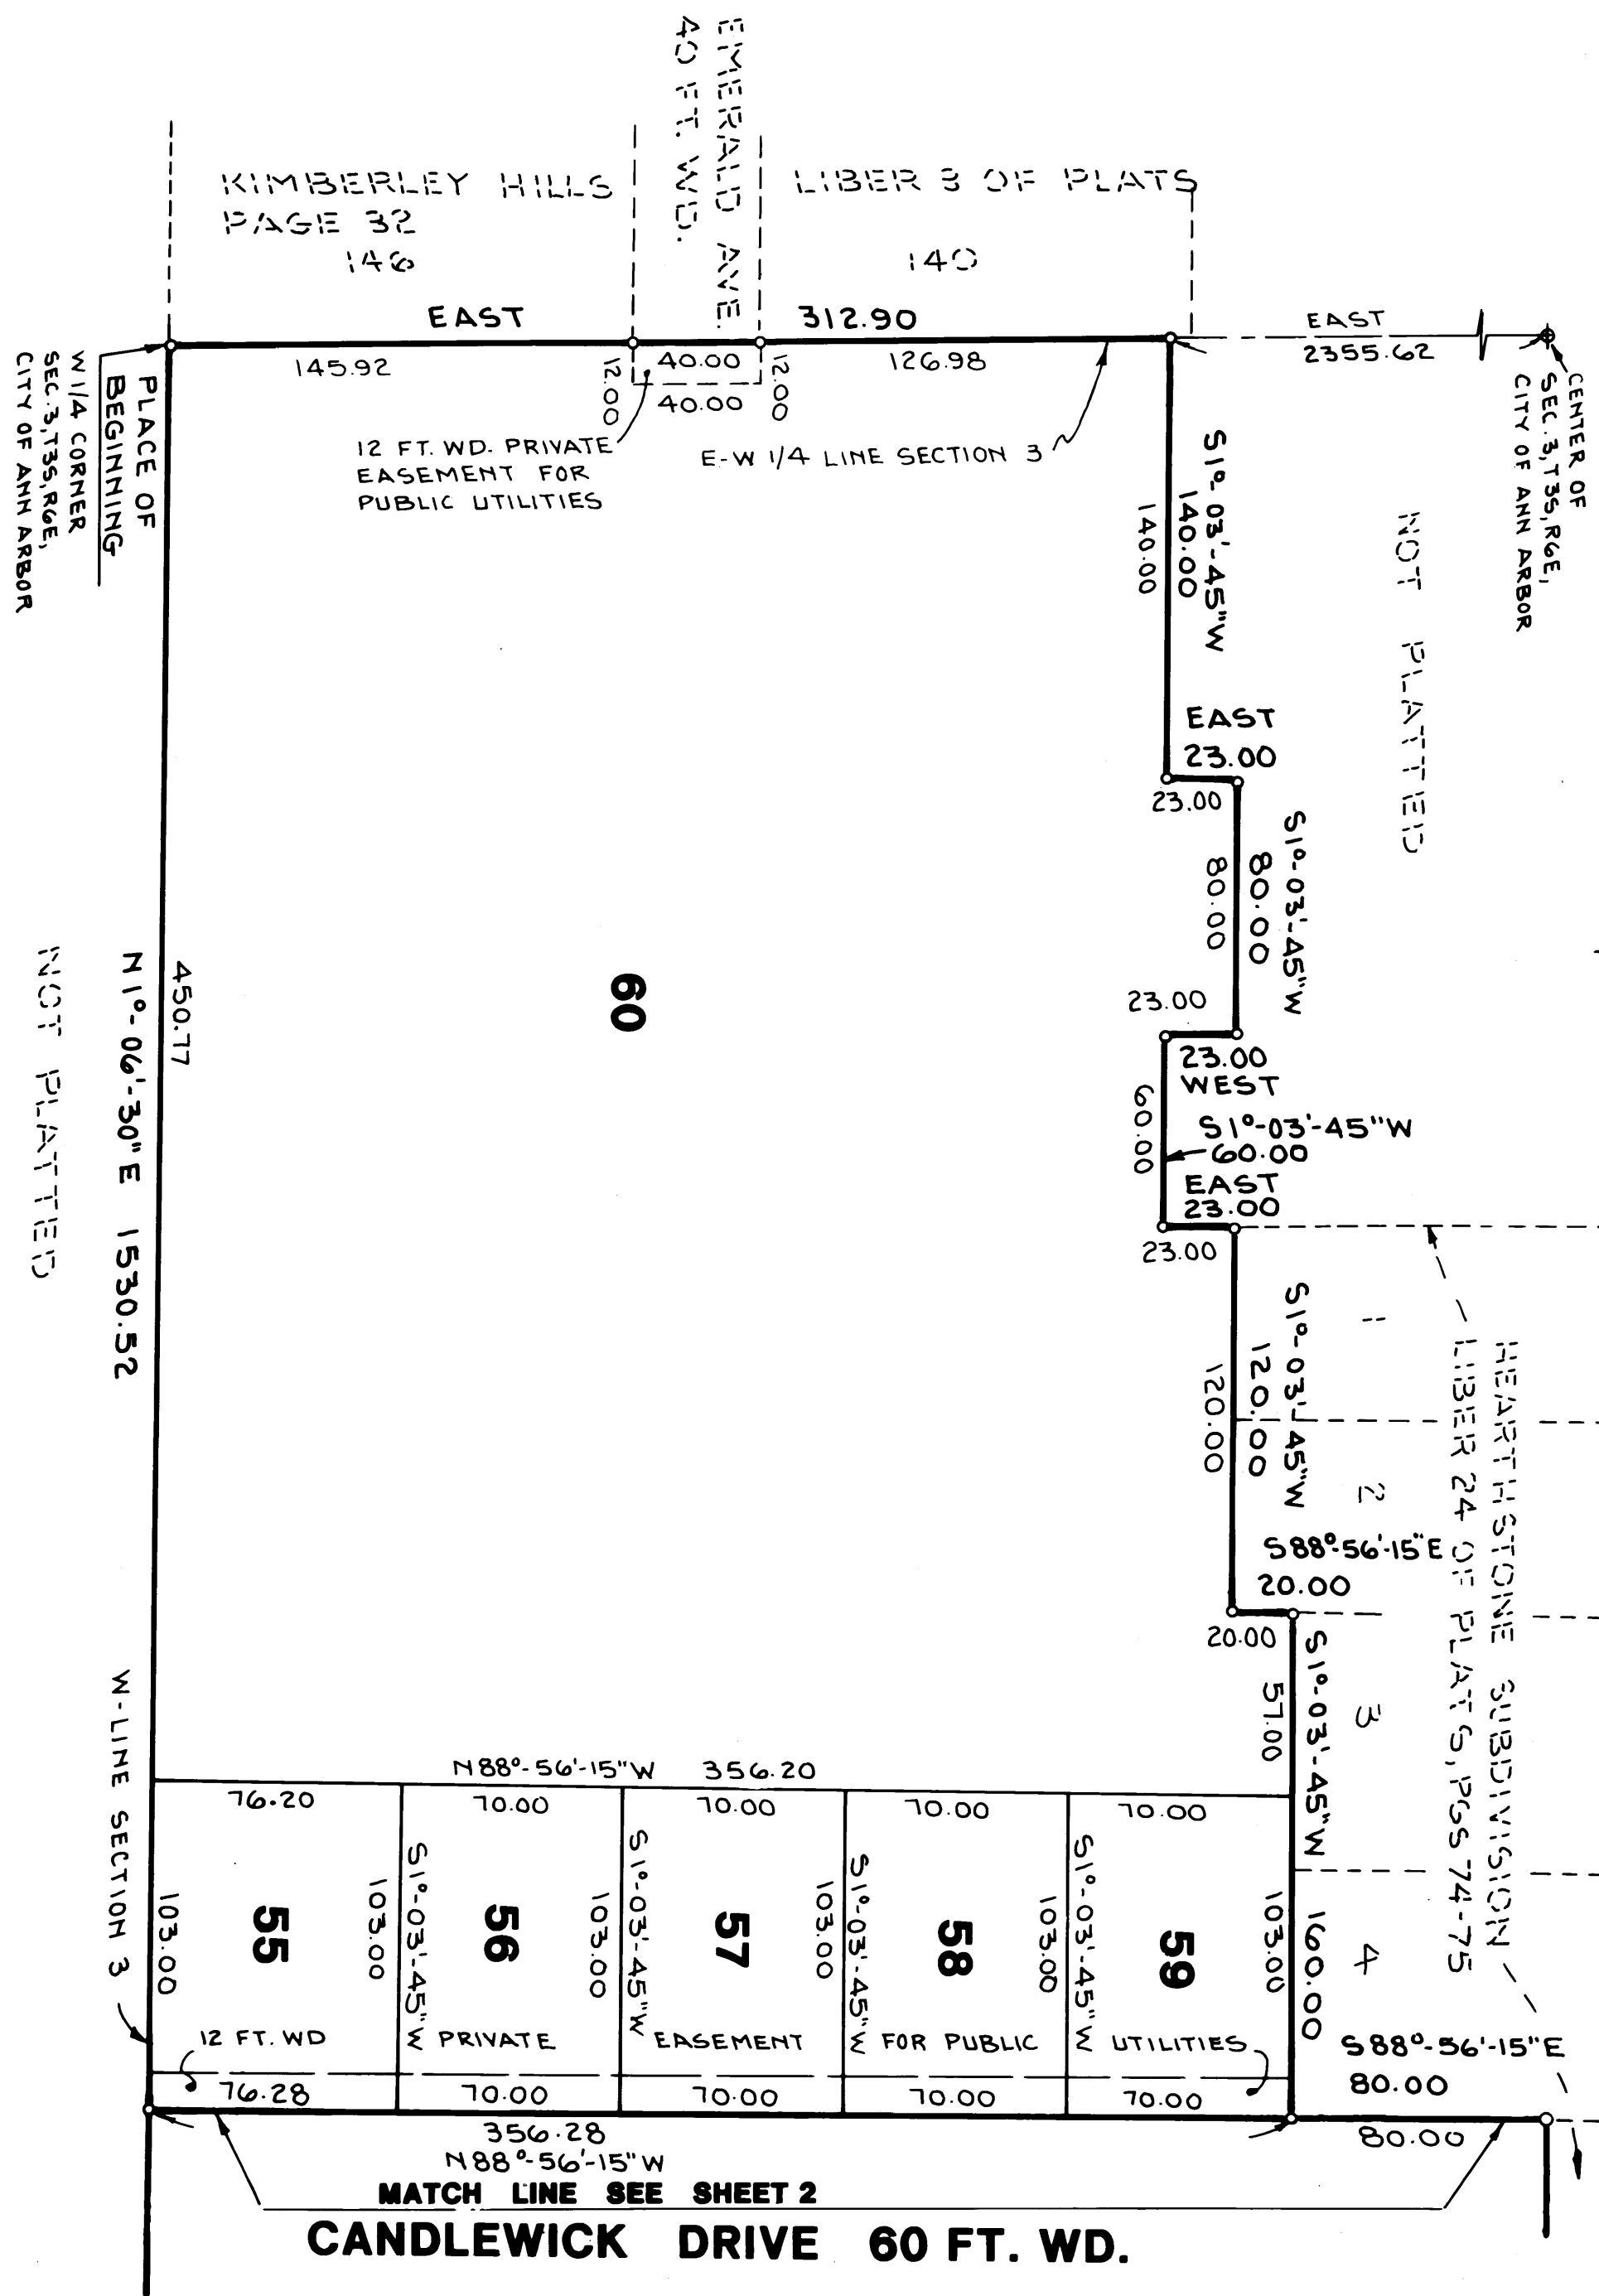 EMERALD AVE.
40 FT. WD.
KIMBERLEY HILLS
PAGE 32
146
LIBER 3 OF PLATS
140
EAST
312.90
EAST
2355.62
CENTER OF
SEC. 3, T3S, R6E,
CITY OF ANN ARBOR
145.92
12.00
40.00
40.00
12.00
126.98
12 FT. WD. PRIVATE
EASEMENT FOR
PUBLIC UTILITIES
E-W 1/4 LINE SECTION 3
PLACE OF
BEGINNING
W 1/4 CORNER
SEC. 3, T3S, R6E,
CITY OF ANN ARBOR
S1°-03'-45"W
140.00
140.00
NOT PLATTED
EAST
23.00
23.00
S1°-03'-45"W
80.00
80.00
23.00
23.00
WEST
S1°-03'-45"W
60.00
60.00
EAST
23.00
23.00
60
450.77
N1°-06'-30"E 1530.52
NOT PLATTED
S1°-03'-45"W
120.00
120.00
1
2
3
4
HEARTHSTONE SUBDIVISION
LIBER 24 OF PLATS, PGS 74-75
S88°-56'-15"E
20.00
20.00
S1°-03'-45"W 160.00
57.00
W-LINE SECTION 3
N88°-56'-15"W 356.20
76.20
70.00
70.00
70.00
70.00
103.00
55
103.00
S1°-03'-45"W
56
103.00
S1°-03'-45"W
57
103.00
S1°-03'-45"W
58
103.00
S1°-03'-45"W
59
103.00
12 FT. WD PRIVATE EASEMENT FOR PUBLIC UTILITIES
76.28
70.00
70.00
70.00
70.00
S88°-56'-15"E
80.00
80.00
356.28
N88°-56'-15"W
MATCH LINE SEE SHEET 2
CANDLEWICK DRIVE 60 FT. WD.